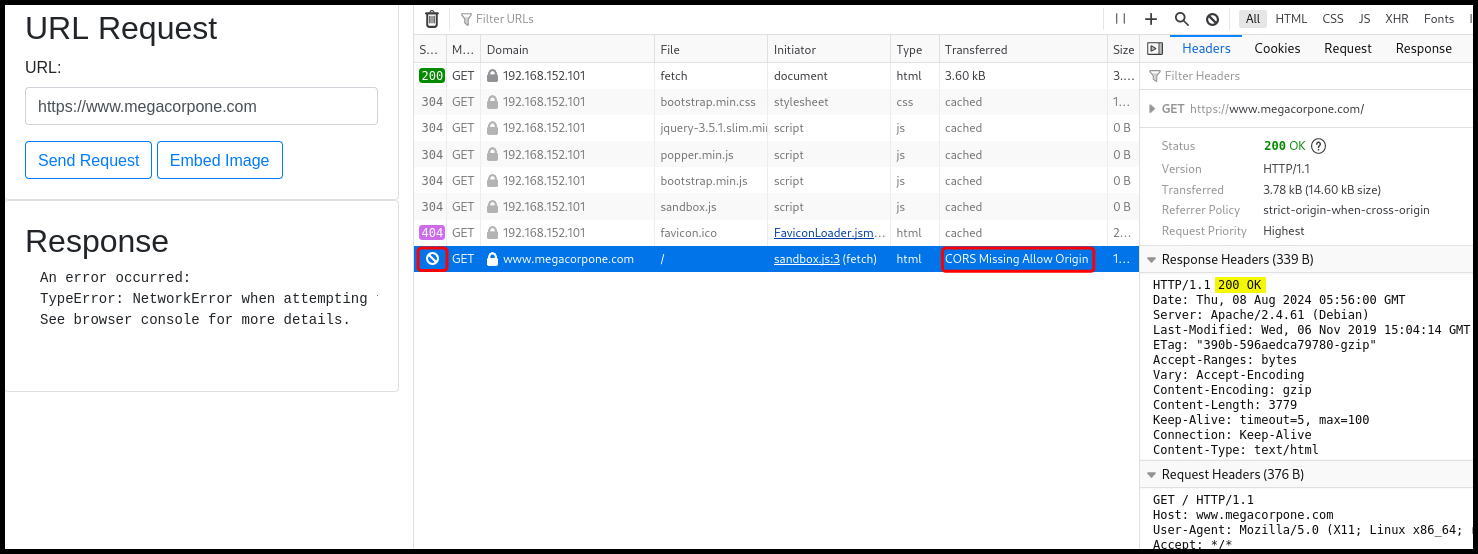 URL Request
URL:
https://www.megacorpone.com
Send Request Embed Image
Response
An error occurred:
TypeError: NetworkError when attempting
See browser console for more details.
Filter URLs All HTML CSS JS XHR Fonts
S... M... Domain File Initiator Type Transferred Size
200 GET 192.168.152.101 fetch document html 3.60 kB 3....
304 GET 192.168.152.101 bootstrap.min.css stylesheet css cached 1...
304 GET 192.168.152.101 jquery-3.5.1.slim.mi script js cached 0 B
304 GET 192.168.152.101 popper.min.js script js cached 0 B
304 GET 192.168.152.101 bootstrap.min.js script js cached 0 B
304 GET 192.168.152.101 sandbox.js script js cached 0 B
404 GET 192.168.152.101 favicon.ico FaviconLoader.jsm... html cached 2...
GET www.megacorpone.com / sandbox.js:3 (fetch) html CORS Missing Allow Origin 1...
Headers Cookies Request Response
Filter Headers
GET https://www.megacorpone.com/
Status 200 OK ?
Version HTTP/1.1
Transferred 3.78 kB (14.60 kB size)
Referrer Policy strict-origin-when-cross-origin
Request Priority Highest
Response Headers (339 B)
HTTP/1.1 200 OK
Date: Thu, 08 Aug 2024 05:56:00 GMT
Server: Apache/2.4.61 (Debian)
Last-Modified: Wed, 06 Nov 2019 15:04:14 GMT
ETag: "390b-596aedca79780-gzip"
Accept-Ranges: bytes
Vary: Accept-Encoding
Content-Encoding: gzip
Content-Length: 3779
Keep-Alive: timeout=5, max=100
Connection: Keep-Alive
Content-Type: text/html
Request Headers (376 B)
GET / HTTP/1.1
Host: www.megacorpone.com
User-Agent: Mozilla/5.0 (X11; Linux x86_64;
Accept: */*